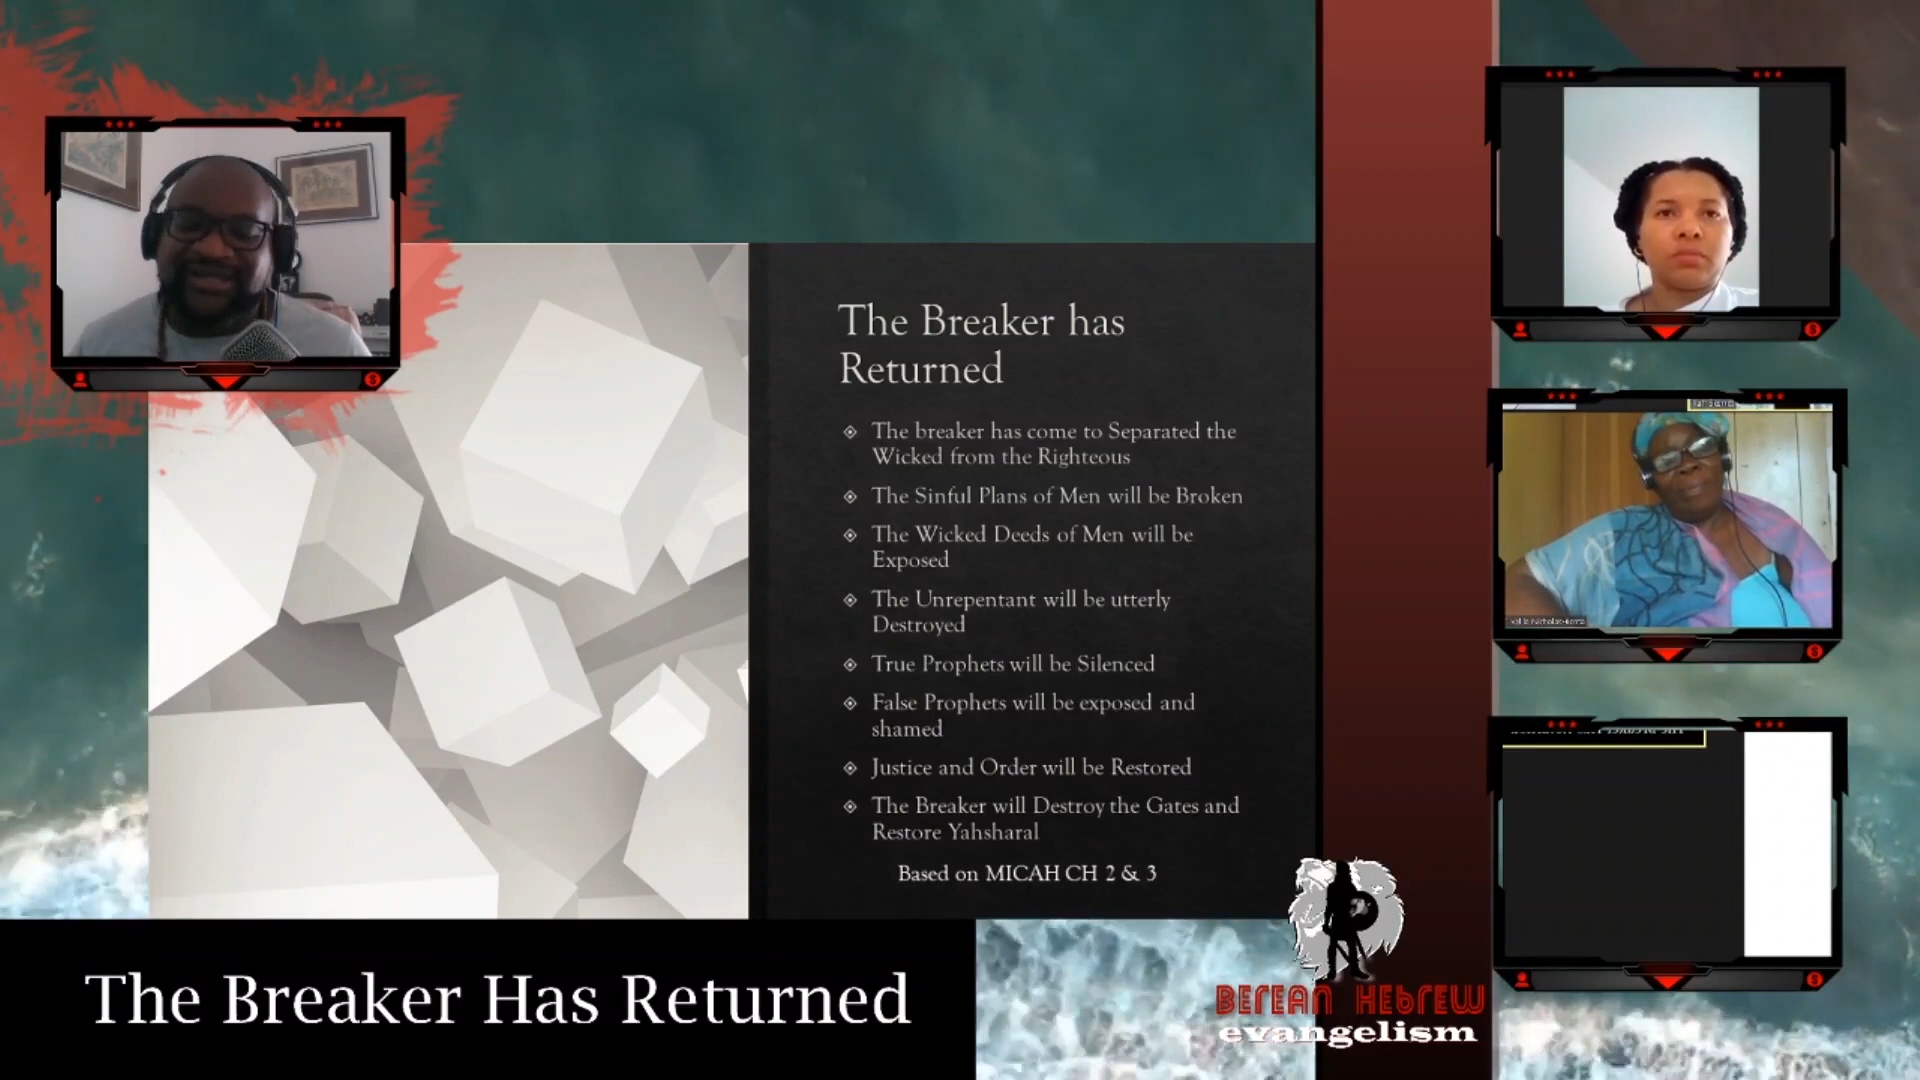 The Breaker has
Returned
The breaker has come to Separated the
Wicked from the Righteous
The Sinful Plans of Men will be Broken
The Wicked Deeds of Men will be
Exposed
The Unrepentant will be utterly
Destroyed
True Prophets will be Silenced
False Prophets will be exposed and
shamed
Justice and Order will be Restored
The Breaker will Destroy the Gates and
Restore Yahsharal
Based on MICAH CH 2 & 3
The Breaker Has Returned
BEREAN HEBREW
evangelism